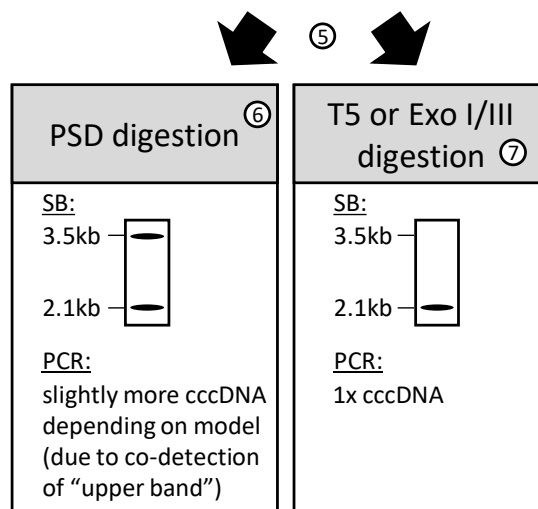 ⑤
PSD digestion ⑥
SB:
3.5kb
2.1kb
PCR:
slightly more cccDNA
depending on model
(due to co-detection
of “upper band”)
T5 or Exo I/III
digestion ⑦
SB:
3.5kb
2.1kb
PCR:
1x cccDNA